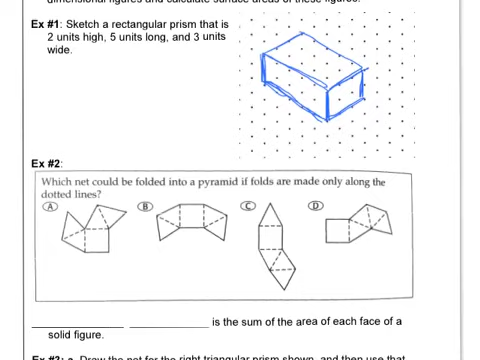 dimensional figures and calculate surface areas of these figures.
Ex #1: Sketch a rectangular prism that is
2 units high, 5 units long, and 3 units
wide.
Ex #2:
Which net could be folded into a pyramid if folds are made only along the
dotted lines?
A B C D
____________________ ________________ is the sum of the area of each face of a
solid figure.
Ex #3: a. Draw the net for the right triangular prism shown, and then use that